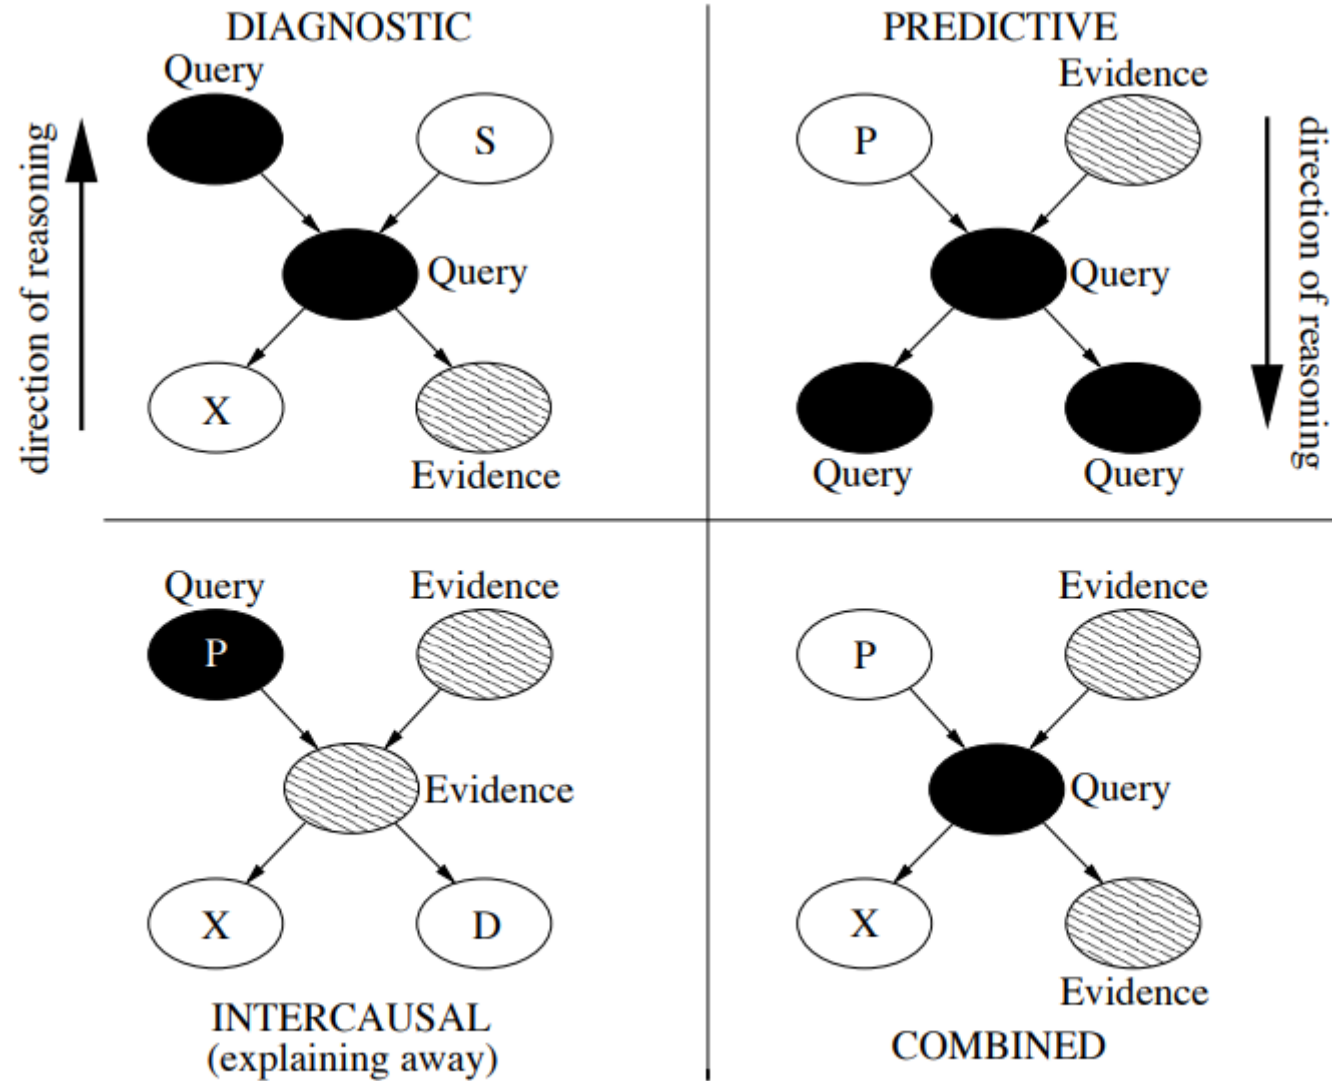 DIAGNOSTIC
Query
S
Query
X
Evidence
direction of reasoning
PREDICTIVE
Evidence
P
Query
Query
Query
direction of reasoning
Query
Evidence
P
Evidence
X
D
INTERCAUSAL
(explaining away)
Evidence
P
Query
X
Evidence
COMBINED